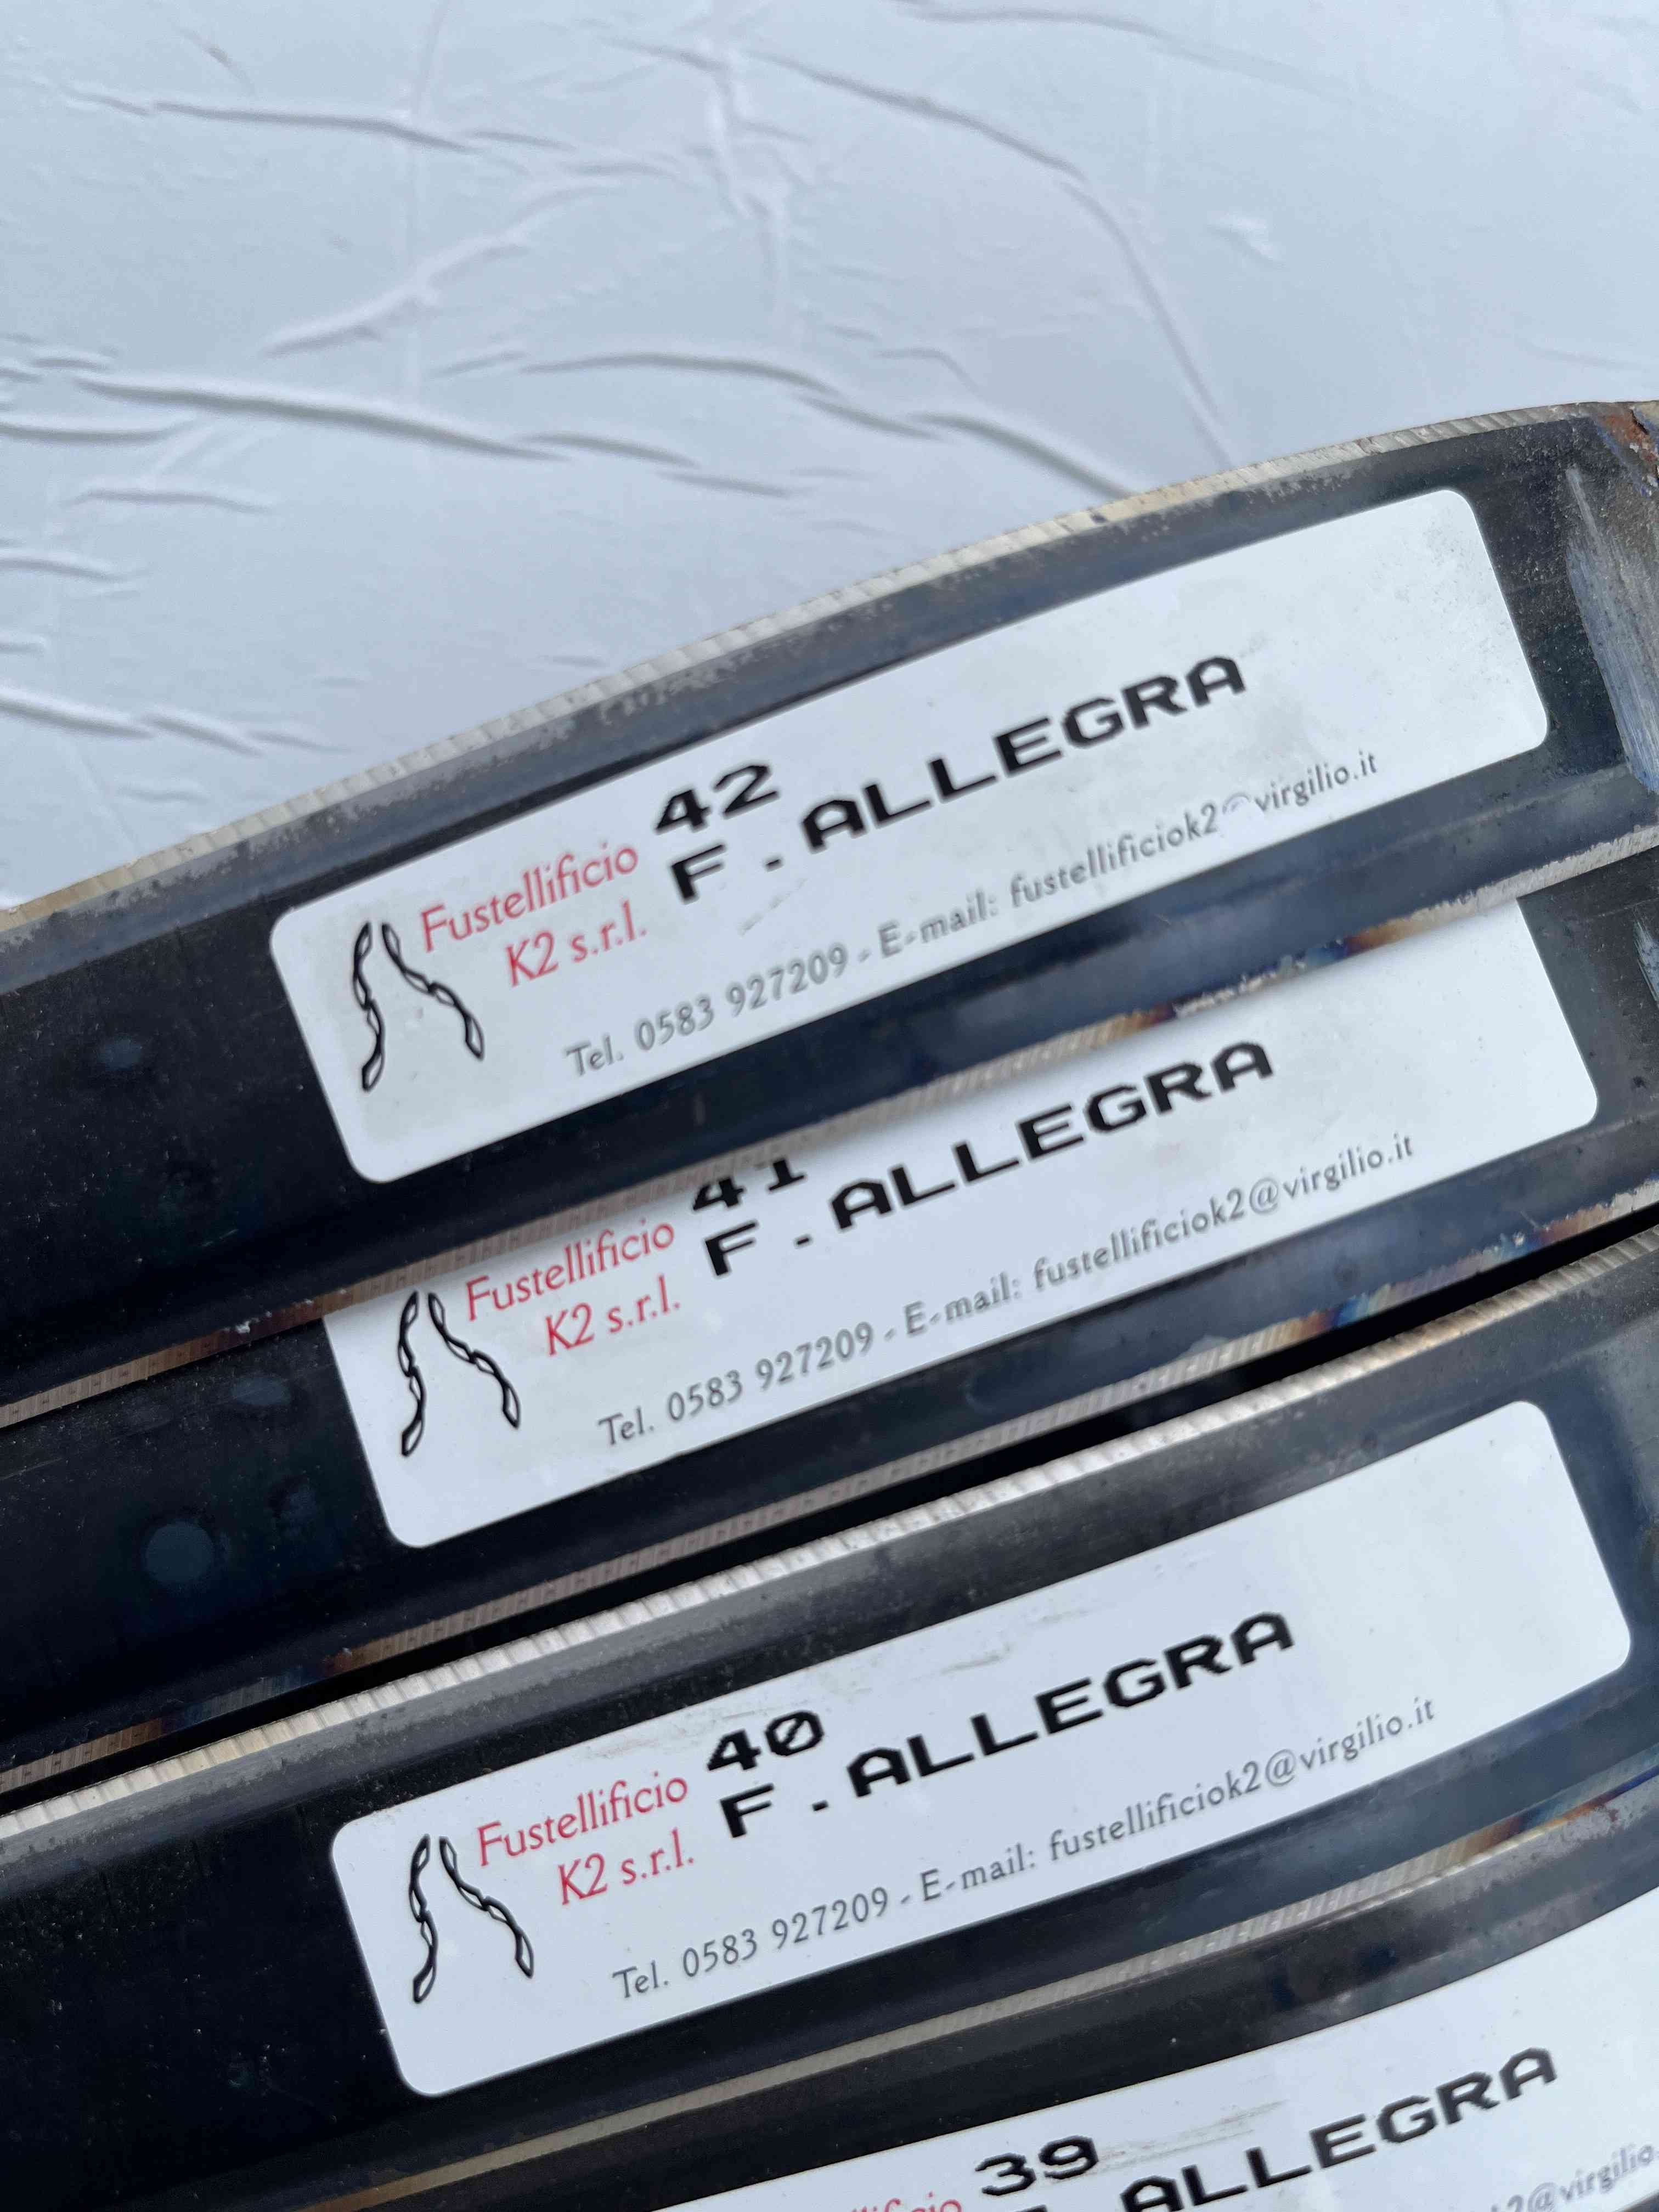 42
Fustellificio F. ALLEGRA
K2 s.r.l.
Tel. 0583 927209 - E-mail: fustellificiok2@virgilio.it
41
Fustellificio F. ALLEGRA
K2 s.r.l.
Tel. 0583 927209 - E-mail: fustellificiok2@virgilio.it
40
Fustellificio F. ALLEGRA
K2 s.r.l.
Tel. 0583 927209 - E-mail: fustellificiok2@virgilio.it
39
ALLEGRA